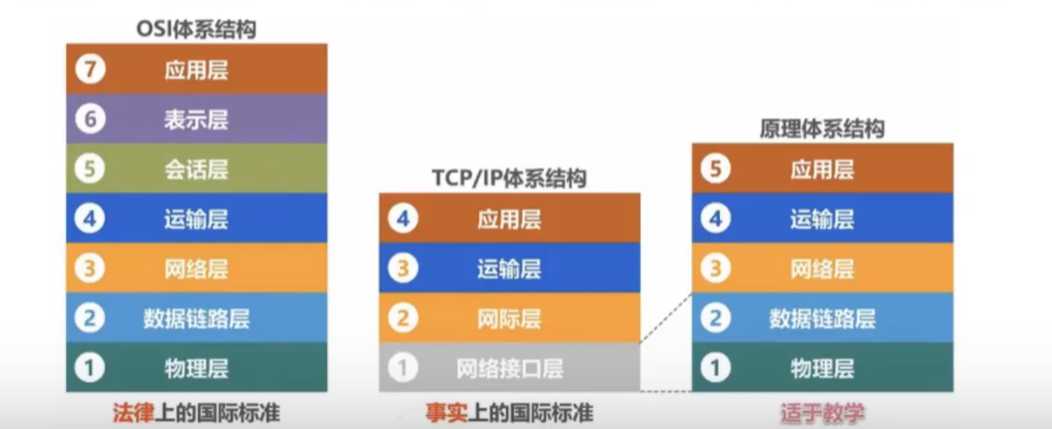 OSI体系结构
7 应用层
6 表示层
5 会话层
4 运输层
3 网络层
2 数据链路层
1 物理层
法律上的国际标准
TCP/IP体系结构
4 应用层
3 运输层
2 网际层
1 网络接口层
事实上的国际标准
原理体系结构
5 应用层
4 运输层
3 网络层
2 数据链路层
1 物理层
适于教学